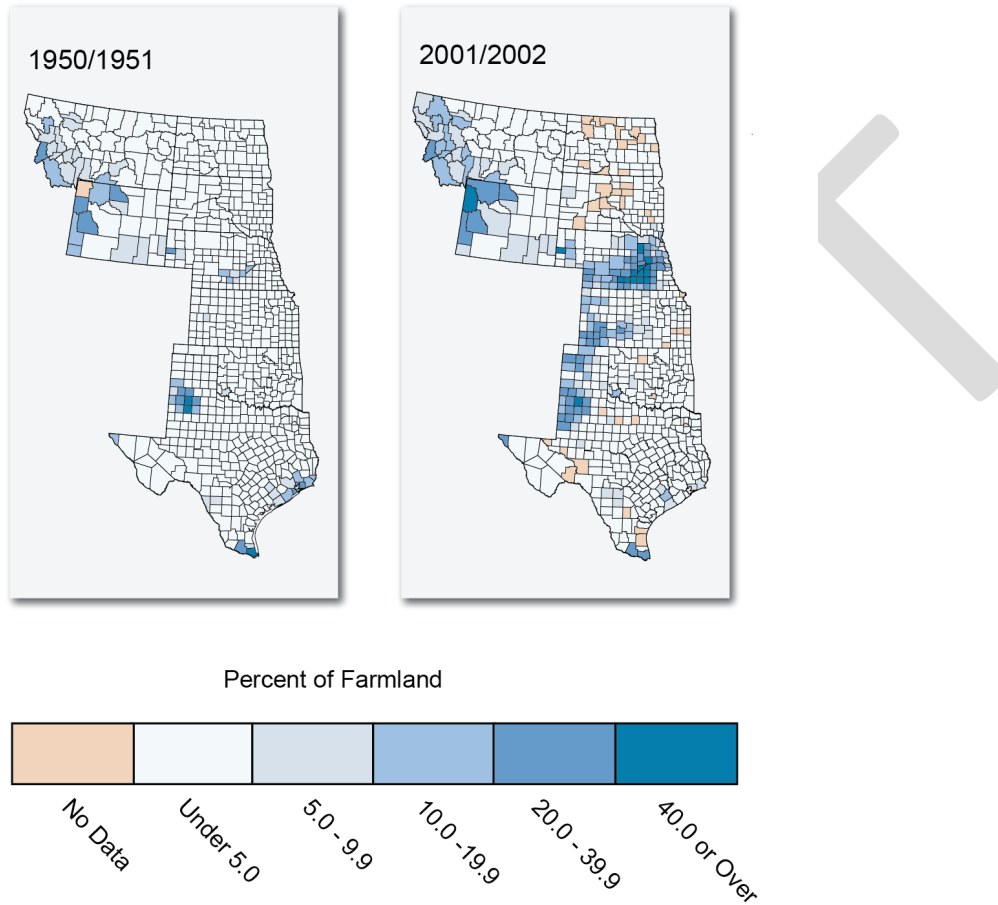 1950/1951
2001/2002
Percent of Farmland
No Data
Under 5.0
5.0 - 9.9
10.0 -19.9
20.0 - 39.9
40.0 or Over